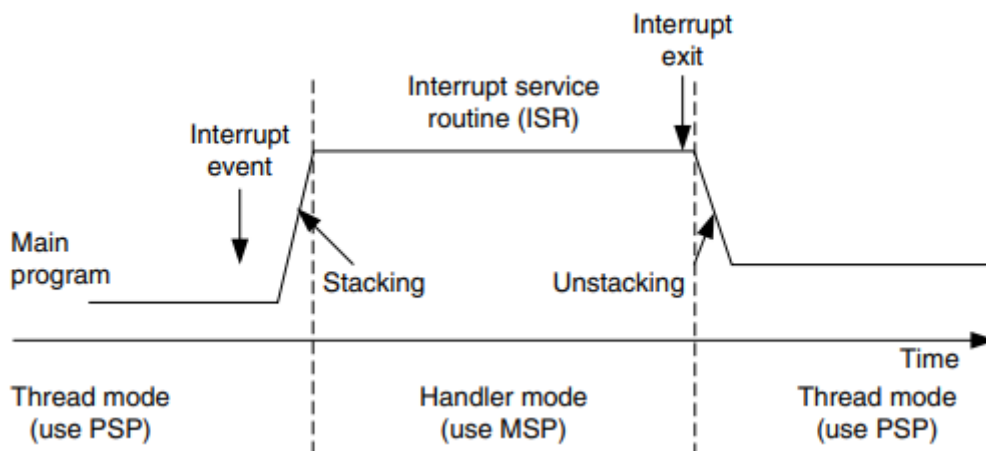 Interrupt
exit
Interrupt service
routine (ISR)
Interrupt
event
Main
program
Stacking
Unstacking
Time
Thread mode
(use PSP)
Handler mode
(use MSP)
Thread mode
(use PSP)